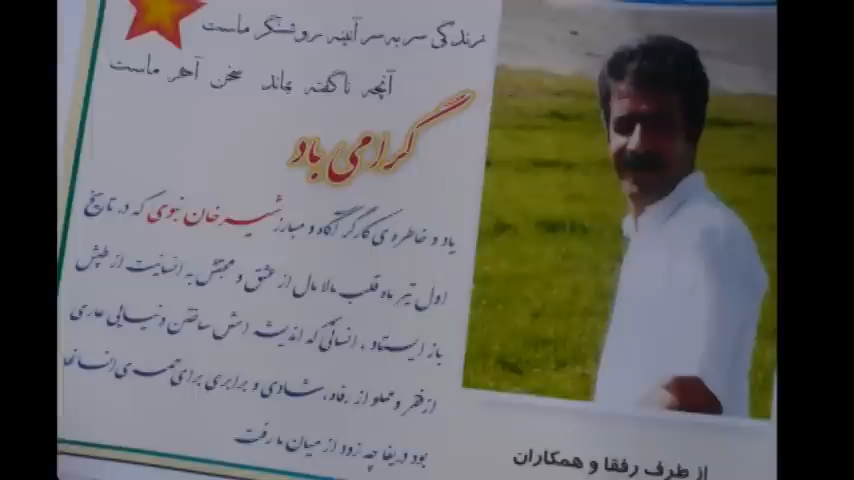 زندگی سر به سر آئینه روشنگر ماست
آنچه ناگفته بماند سخن آخر ماست
گرامی باد
یاد و خاطره ی کارگر آگاه و مبارز شیرخان نبوی که در تاریخ
اول تیر ماه قلب مالامال از عشق و محبتش به انسانیت از طپش
باز ایستاد، انسانی که اندیشه اش ساختن دنیایی عاری
از فقر و مملو از رفاه، شادی و برابری برای همه ی انسانها
بود دریغا چه زود از میان ما رفت
از طرف رفقا و همکاران